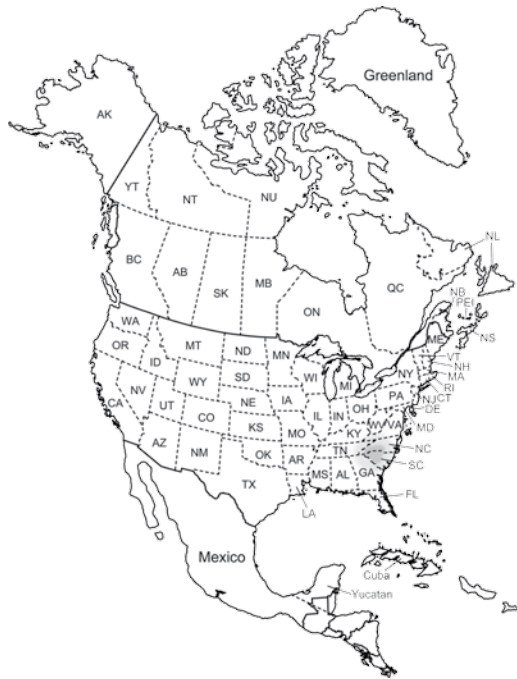 Greenland
AK
YT
NT
NU
BC
AB
SK
MB
ON
QC
NL
NB
PEI
NS
ME
WA
OR
ID
MT
ND
MN
SD
WI
MI
NY
VT
NH
MA
RI
CT
NJ
DE
MD
PA
WY
NE
IA
IL
IN
OH
WV
VA
CA
NV
UT
CO
KS
MO
KY
TN
NC
SC
AZ
NM
OK
AR
TX
MS
AL
GA
FL
LA
Mexico
Cuba
Yucatan